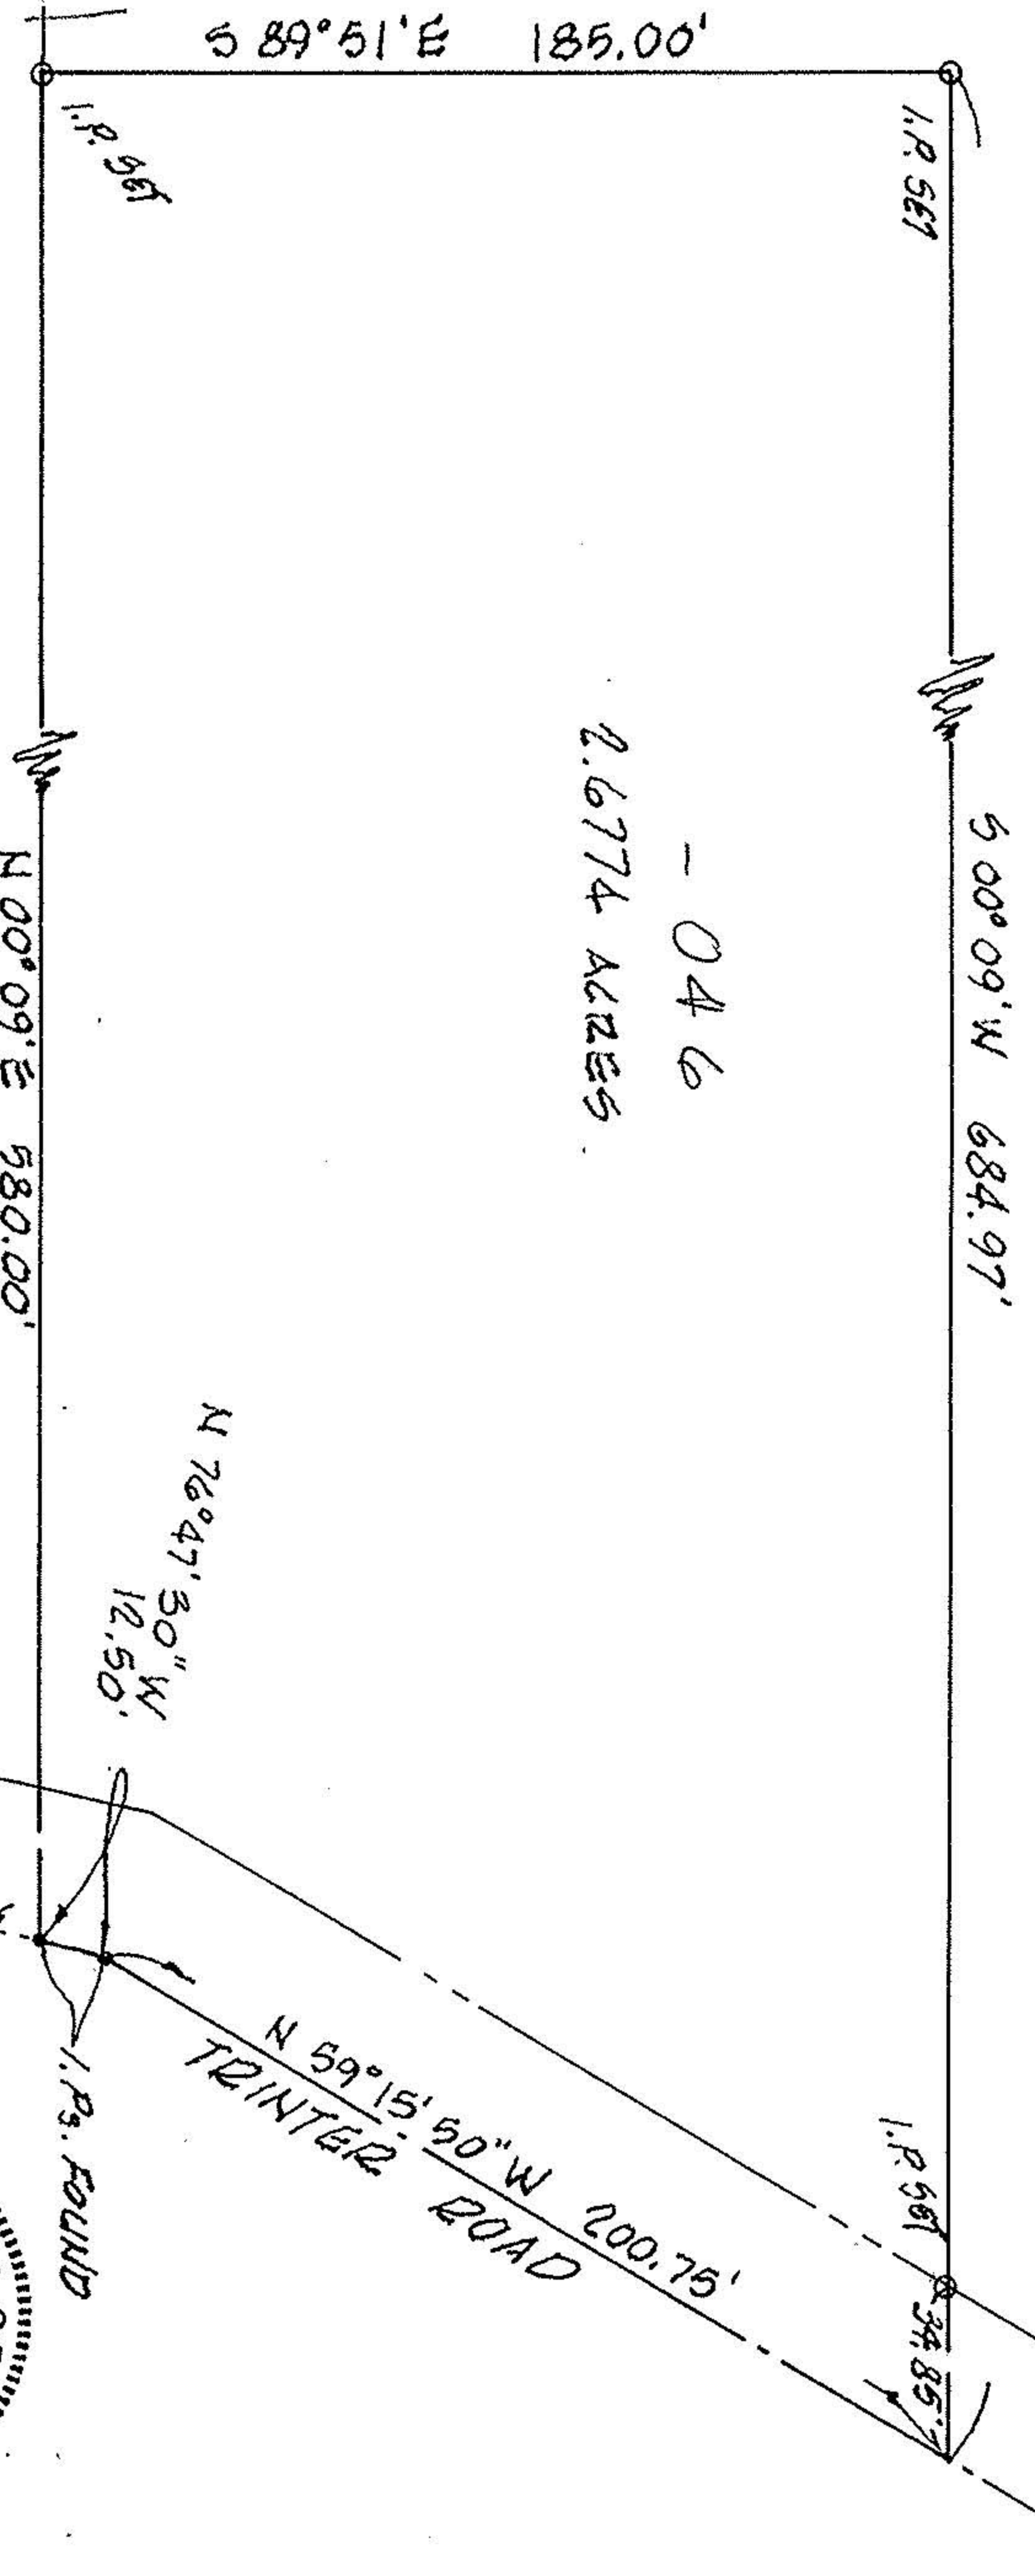 S 89°51'E 185.00'
I.P. SET
I.P. SET
S 00°09'W 684.97'
- 046
2.6774 ACRES
N 00°09'E 580.00'
N 76°47'30"W
12.50'
I.Ps. FOUND
N 59°15'50"W 200.75'
TRINTER ROAD
I.P. SET
34.85'